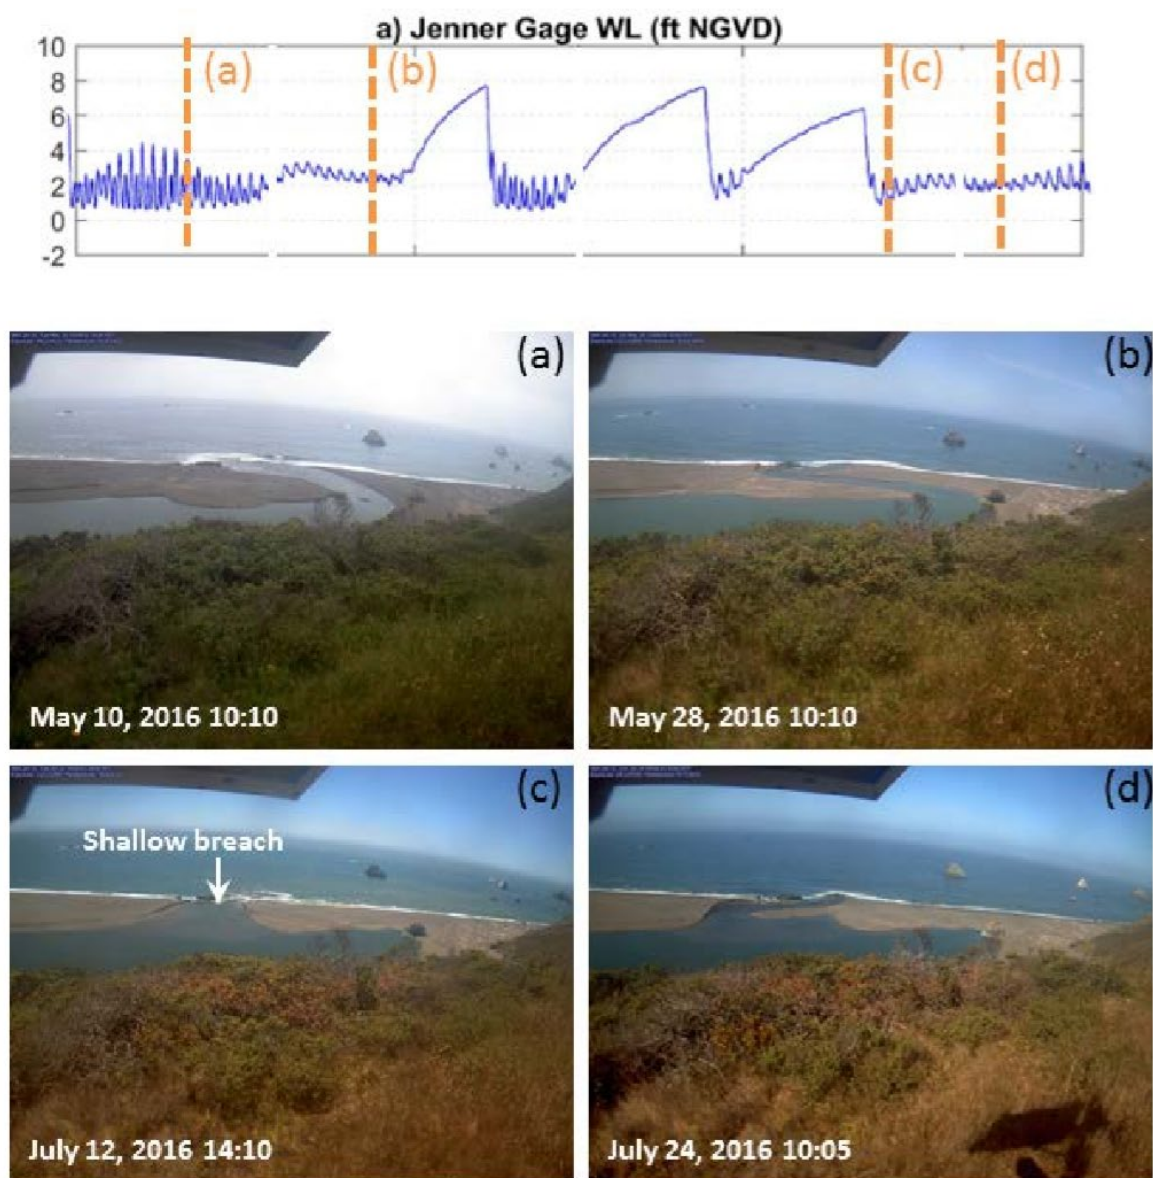 a) Jenner Gage WL (ft NGVD)
10
8
6
4
2
0
-2
(a)
(b)
(c)
(d)
(a)
May 10, 2016 10:10
(b)
May 28, 2016 10:10
(c)
Shallow breach
July 12, 2016 14:10
(d)
July 24, 2016 10:05